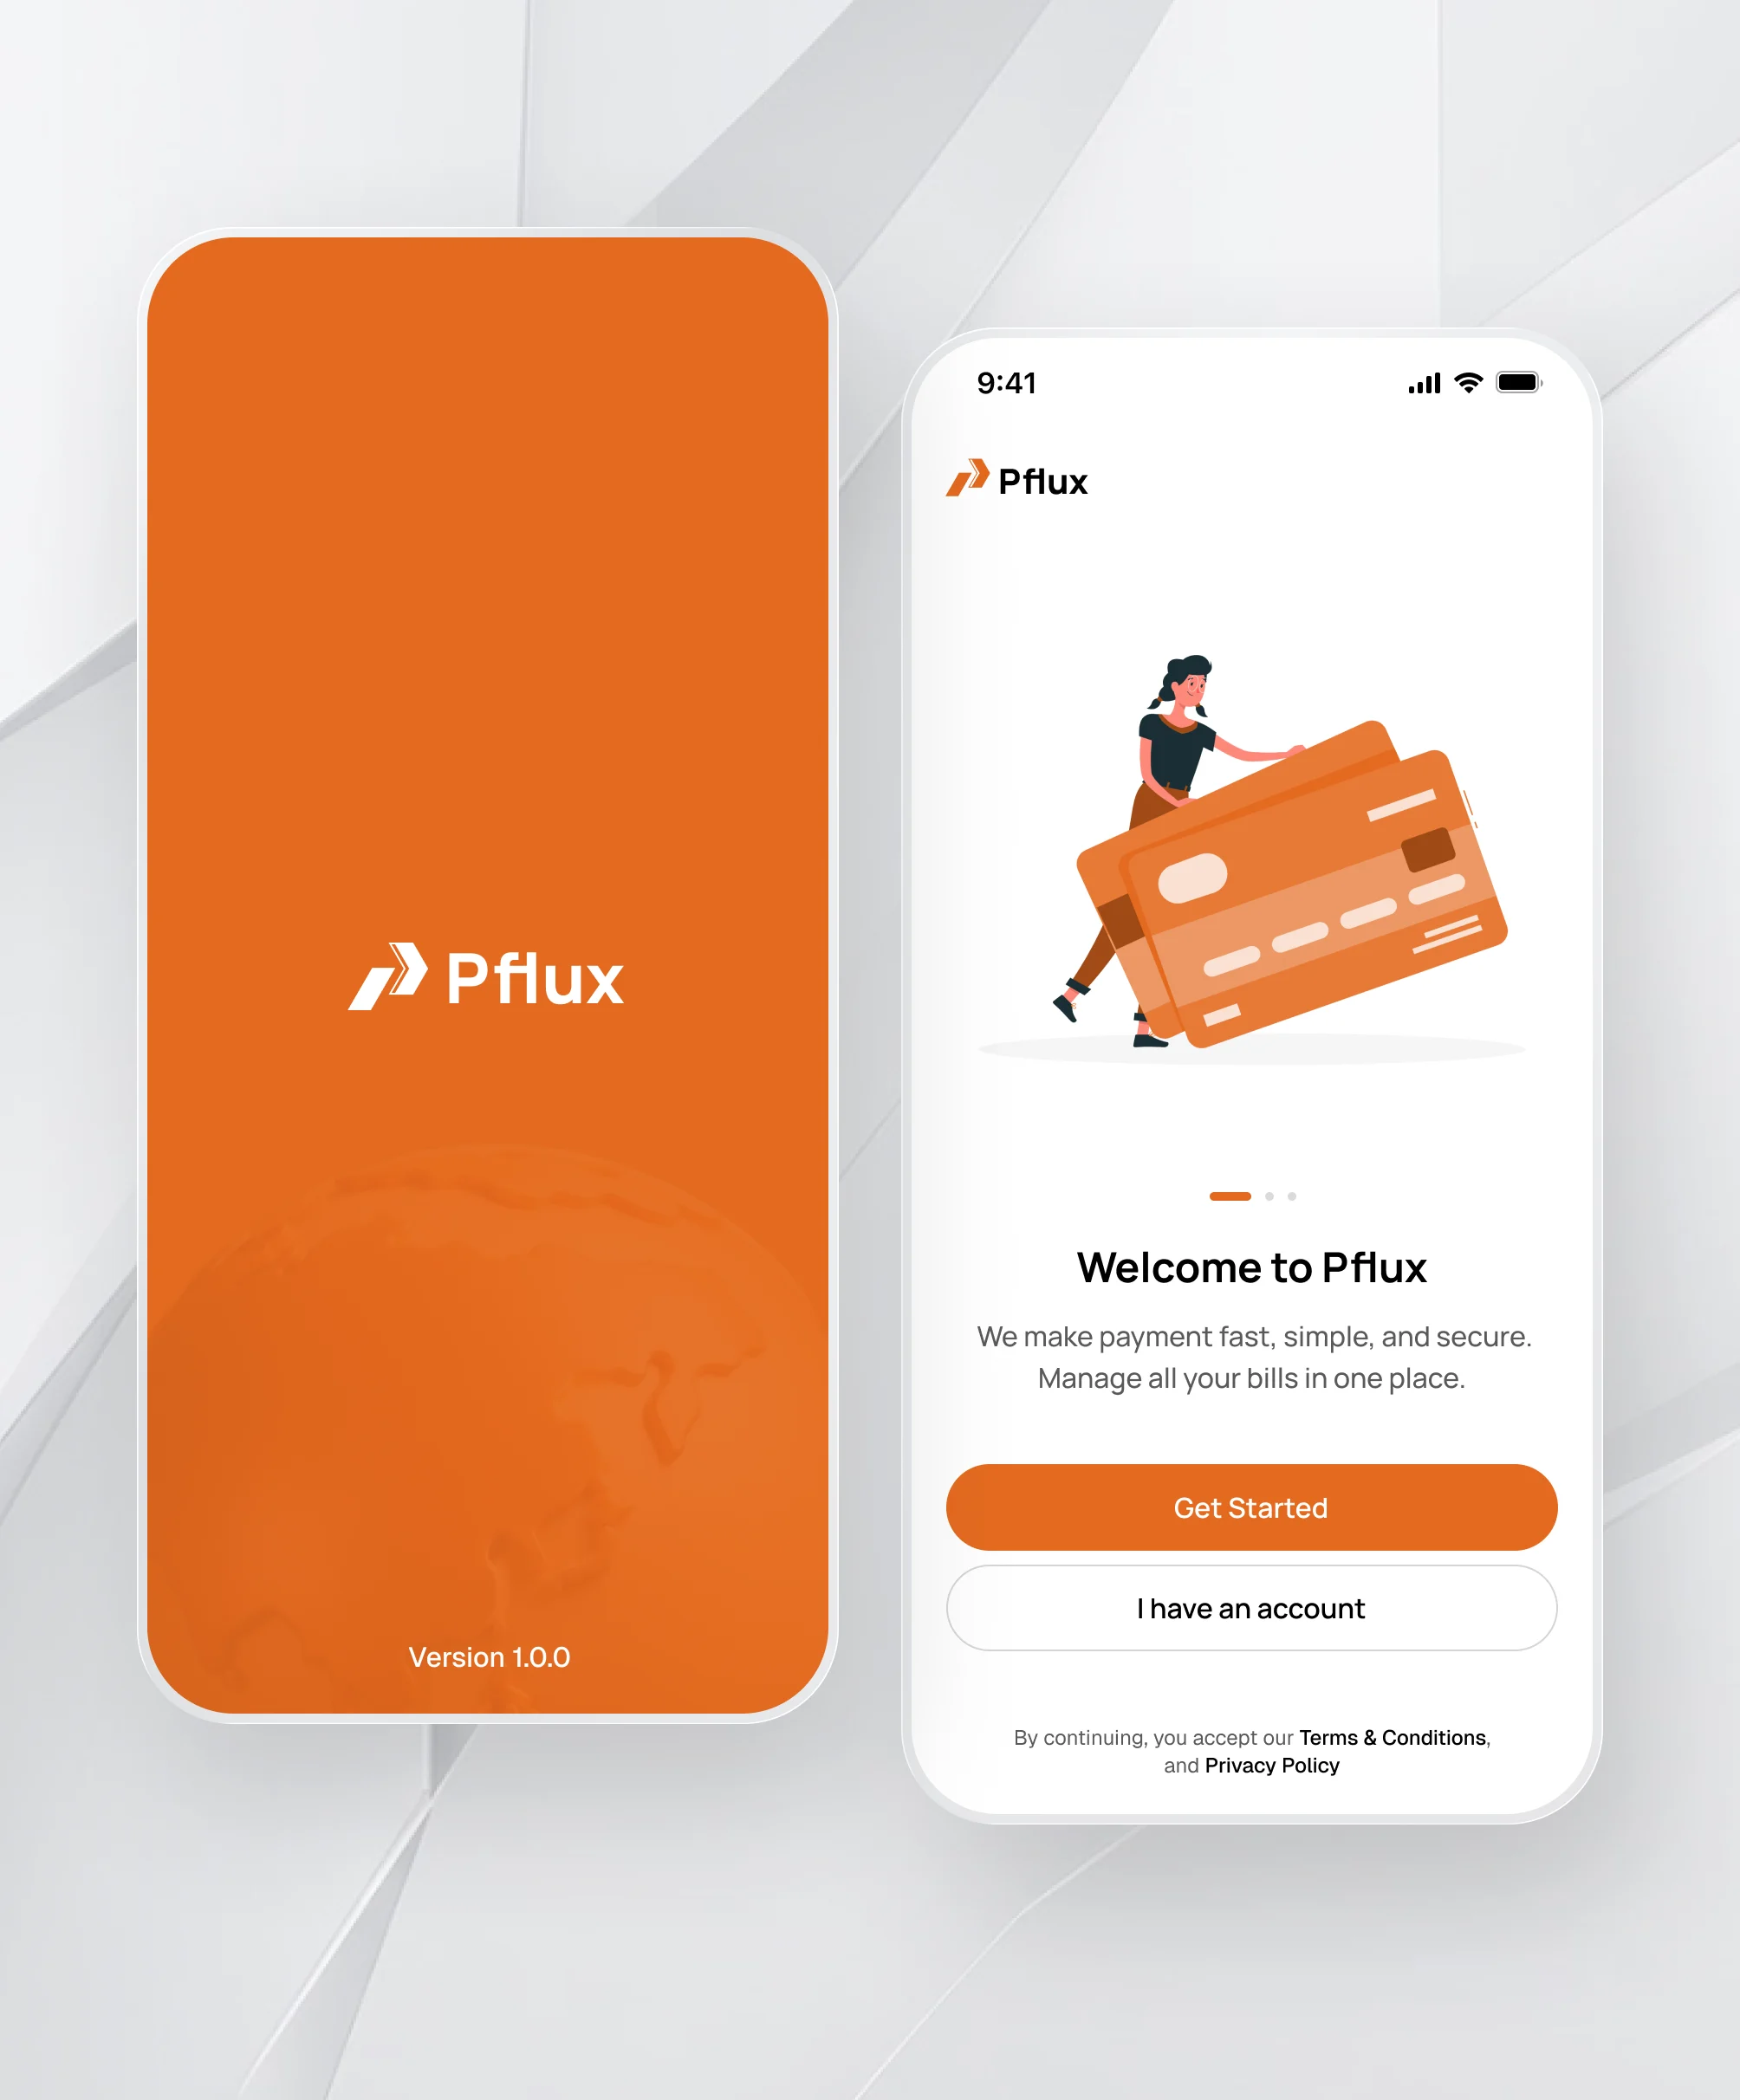 Pflux
Version 1.0.0
9:41
Pflux
Welcome to Pflux
We make payment fast, simple, and secure.
Manage all your bills in one place.
Get Started
I have an account
By continuing, you accept our Terms & Conditions,
and Privacy Policy